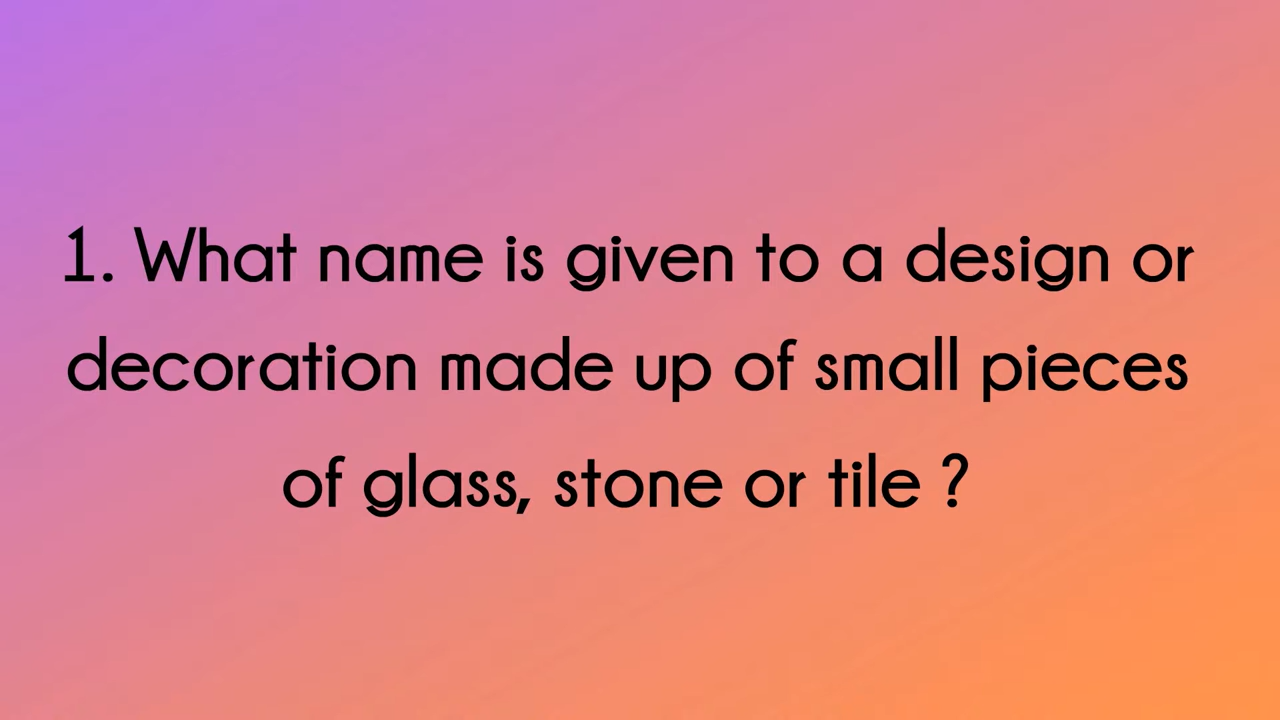 1. What name is given to a design or
decoration made up of small pieces
of glass, stone or tile ?